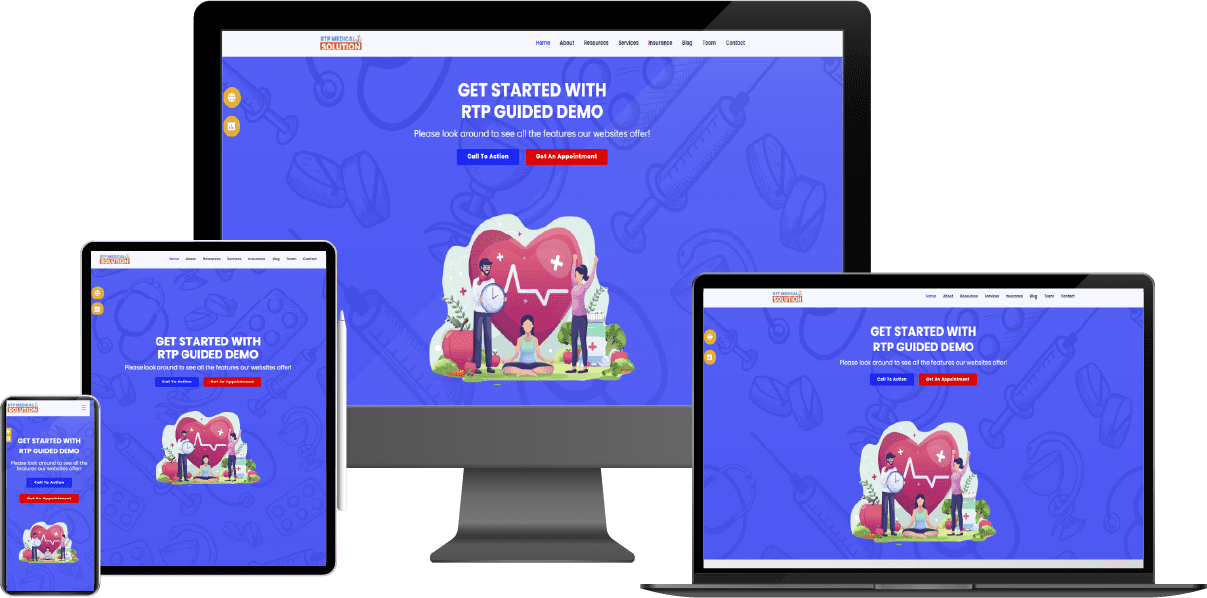 RTP MEDICAL
SOLUTION
Home About Resources Services Insurance Blog Team Contact
GET STARTED WITH
RTP GUIDED DEMO
Please look around to see all the features our websites offer!
Call To Action Get An Appointment
RTP MEDICAL
SOLUTION
Home About Resources Services Insurance Blog Team Contact
GET STARTED WITH
RTP GUIDED DEMO
Please look around to see all the features our websites offer!
Call To Action Get An Appointment
RTP MEDICAL
SOLUTION
Home About Resources Services Insurance Blog Team Contact
GET STARTED WITH
RTP GUIDED DEMO
Please look around to see all the features our websites offer!
Call To Action Get An Appointment
RTP MEDICAL
SOLUTION
GET STARTED WITH
RTP GUIDED DEMO
Please look around to see all the
features our websites offer!
Call To Action
Get An Appointment